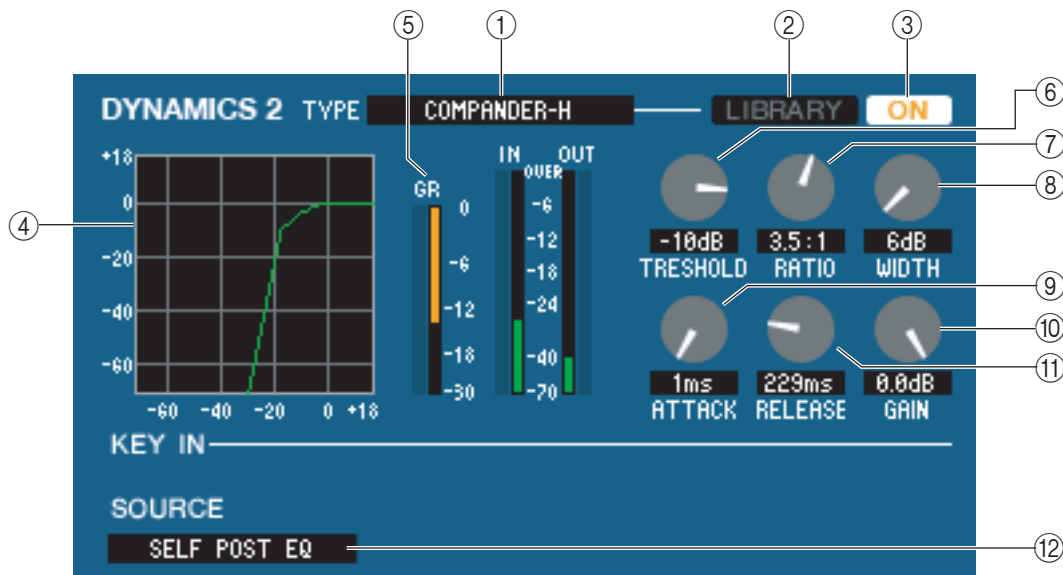 ⑤ ① ② ③
DYNAMICS 2 TYPE COMPANDER-H LIBRARY ON
⑥
⑦
⑧
④
+18
0
-20
-40
-60
-60 -40 -20 0 +18
GR
0
-6
-12
-18
-30
IN OUT
OVER
-6
-12
-18
-24
-40
-70
-10dB 3.5:1 6dB
TRESHOLD RATIO WIDTH
⑨
⑩
⑪
1ms 229ms 0.0dB
ATTACK RELEASE GAIN
KEY IN
SOURCE
SELF POST EQ ⑫